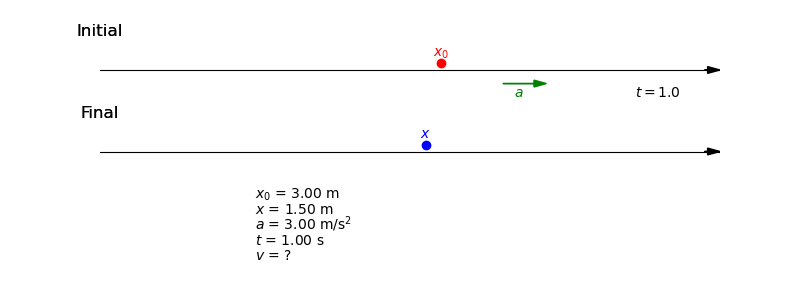 Initial
x₀
a
t = 1.0
Final
x
x₀ = 3.00 m
x = 1.50 m
a = 3.00 m/s²
t = 1.00 s
v = ?